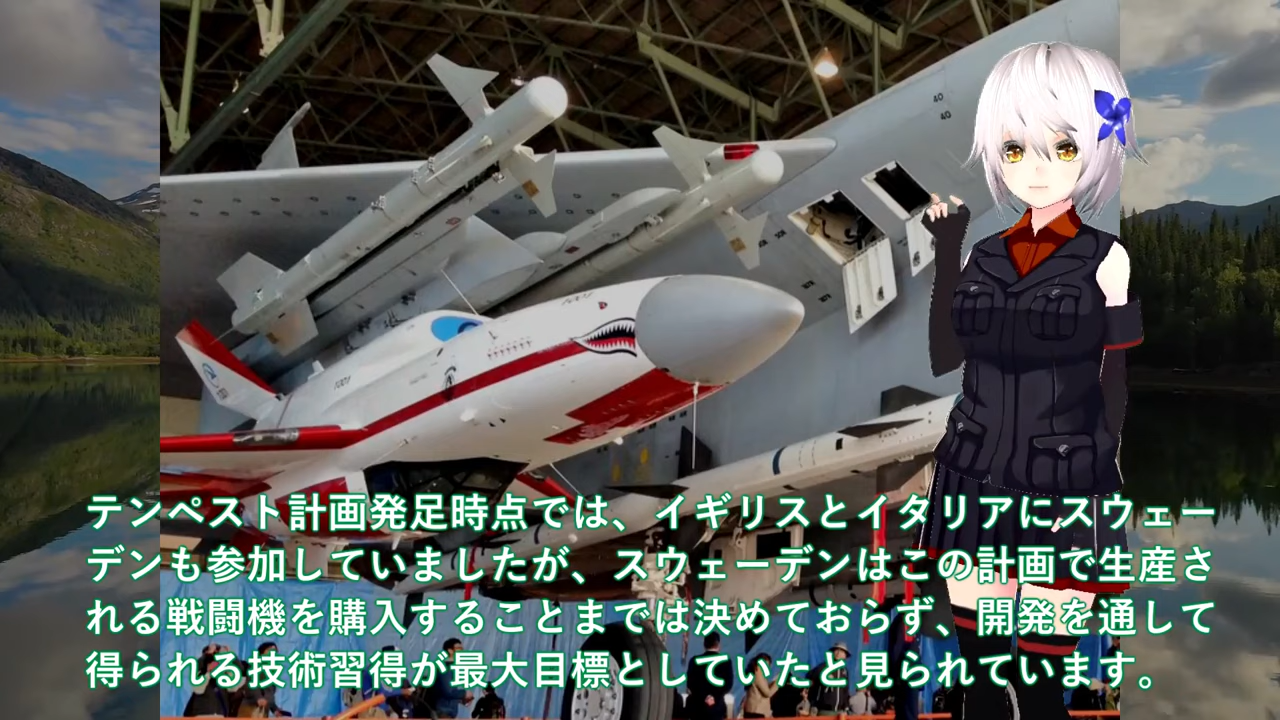 40
40
テンペスト計画発足時点では、イギリスとイタリアにスウェー
デンも参加していましたが、スウェーデンはこの計画で生産さ
れる戦闘機を購入することまでは決めておらず、開発を通して
得られる技術習得が最大目標としていたと見られています。